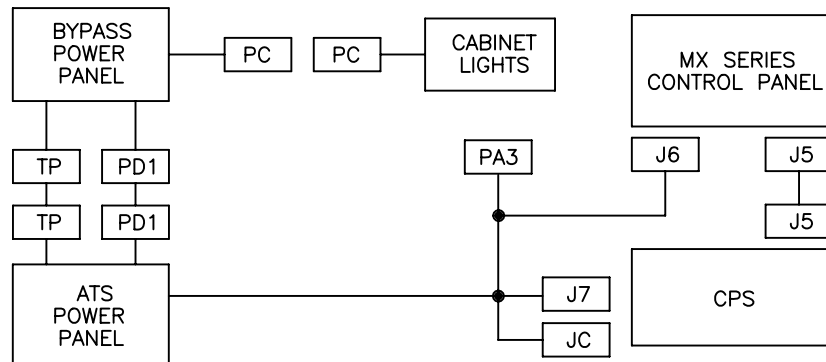 BYPASS
POWER
PANEL
PC
PC
CABINET
LIGHTS
MX SERIES
CONTROL PANEL
TP
PD1
PA3
J6
J5
TP
PD1
J5
ATS
POWER
PANEL
J7
CPS
JC